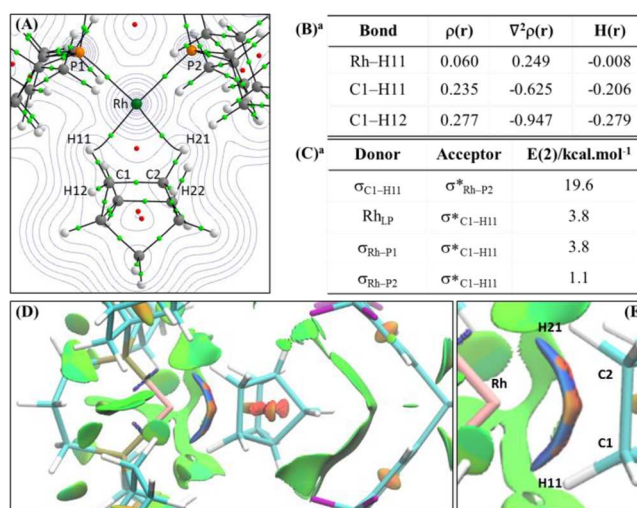 (A)
P1
P2
Rh
H11
H21
C1
C2
H12
H22
(B)ᵃ
Bond ρ(r) ∇²ρ(r) H(r)
Rh–H11 0.060 0.249 -0.008
C1–H11 0.235 -0.625 -0.206
C1–H12 0.277 -0.947 -0.279
(C)ᵃ
Donor Acceptor E(2)/kcal.mol⁻¹
σC1–H11 σ*Rh–P2 19.6
RhLP σ*C1–H11 3.8
σRh–P1 σ*C1–H11 3.8
σRh–P2 σ*C1–H11 1.1
(D)
(E
H21
Rh
C2
C1
H11